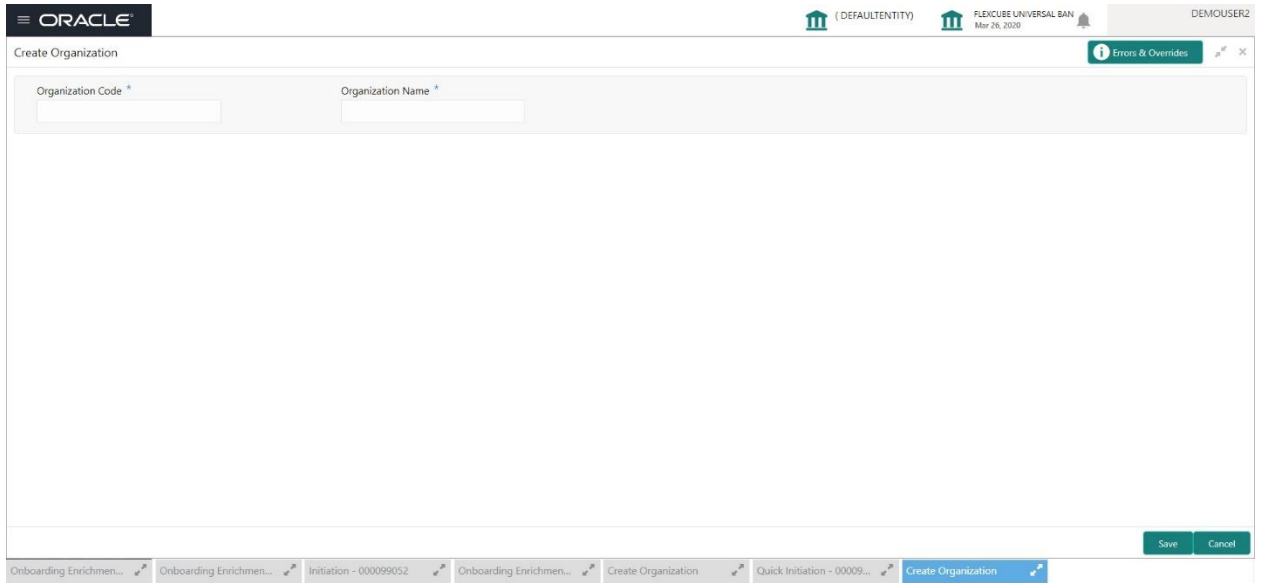 ORACLE
( DEFAULTENTITY)
FLEXCUBE UNIVERSAL BAN
Mar 26, 2020
DEMOUSER2
Create Organization
Errors & Overrides
Organization Code *
Organization Name *
Save
Cancel
Onboarding Enrichmen...
Onboarding Enrichmen...
Initiation - 000099052
Onboarding Enrichmen...
Create Organization
Quick Initiation - 00009...
Create Organization